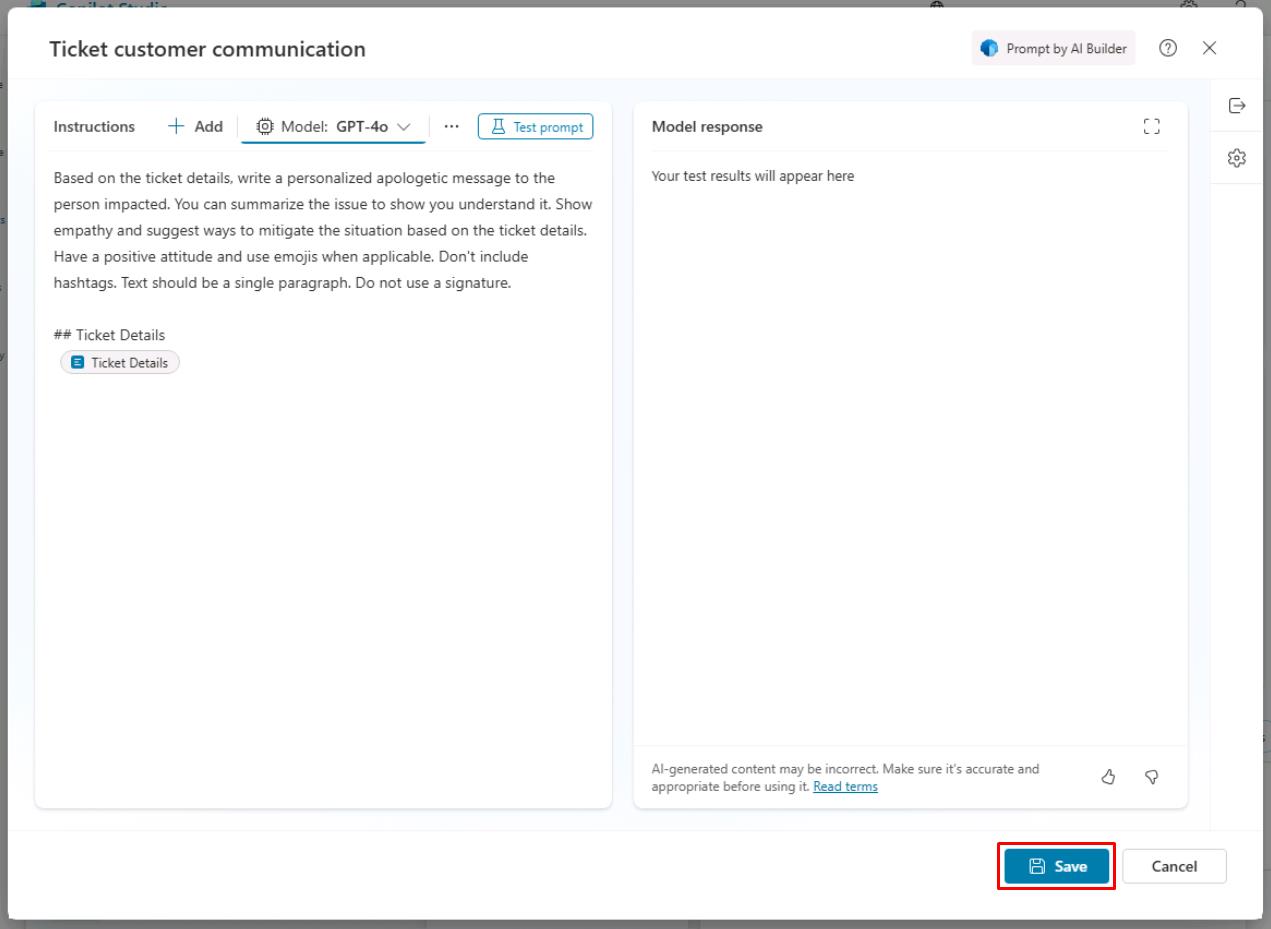 Copilot Studio
Ticket customer communication
Prompt by AI Builder
Instructions
Add
Model: GPT-4o
Test prompt
Based on the ticket details, write a personalized apologetic message to the
person impacted. You can summarize the issue to show you understand it. Show
empathy and suggest ways to mitigate the situation based on the ticket details.
Have a positive attitude and use emojis when applicable. Don't include
hashtags. Text should be a single paragraph. Do not use a signature.
## Ticket Details
Ticket Details
Model response
Your test results will appear here
AI-generated content may be incorrect. Make sure it's accurate and
appropriate before using it. Read terms
Save
Cancel